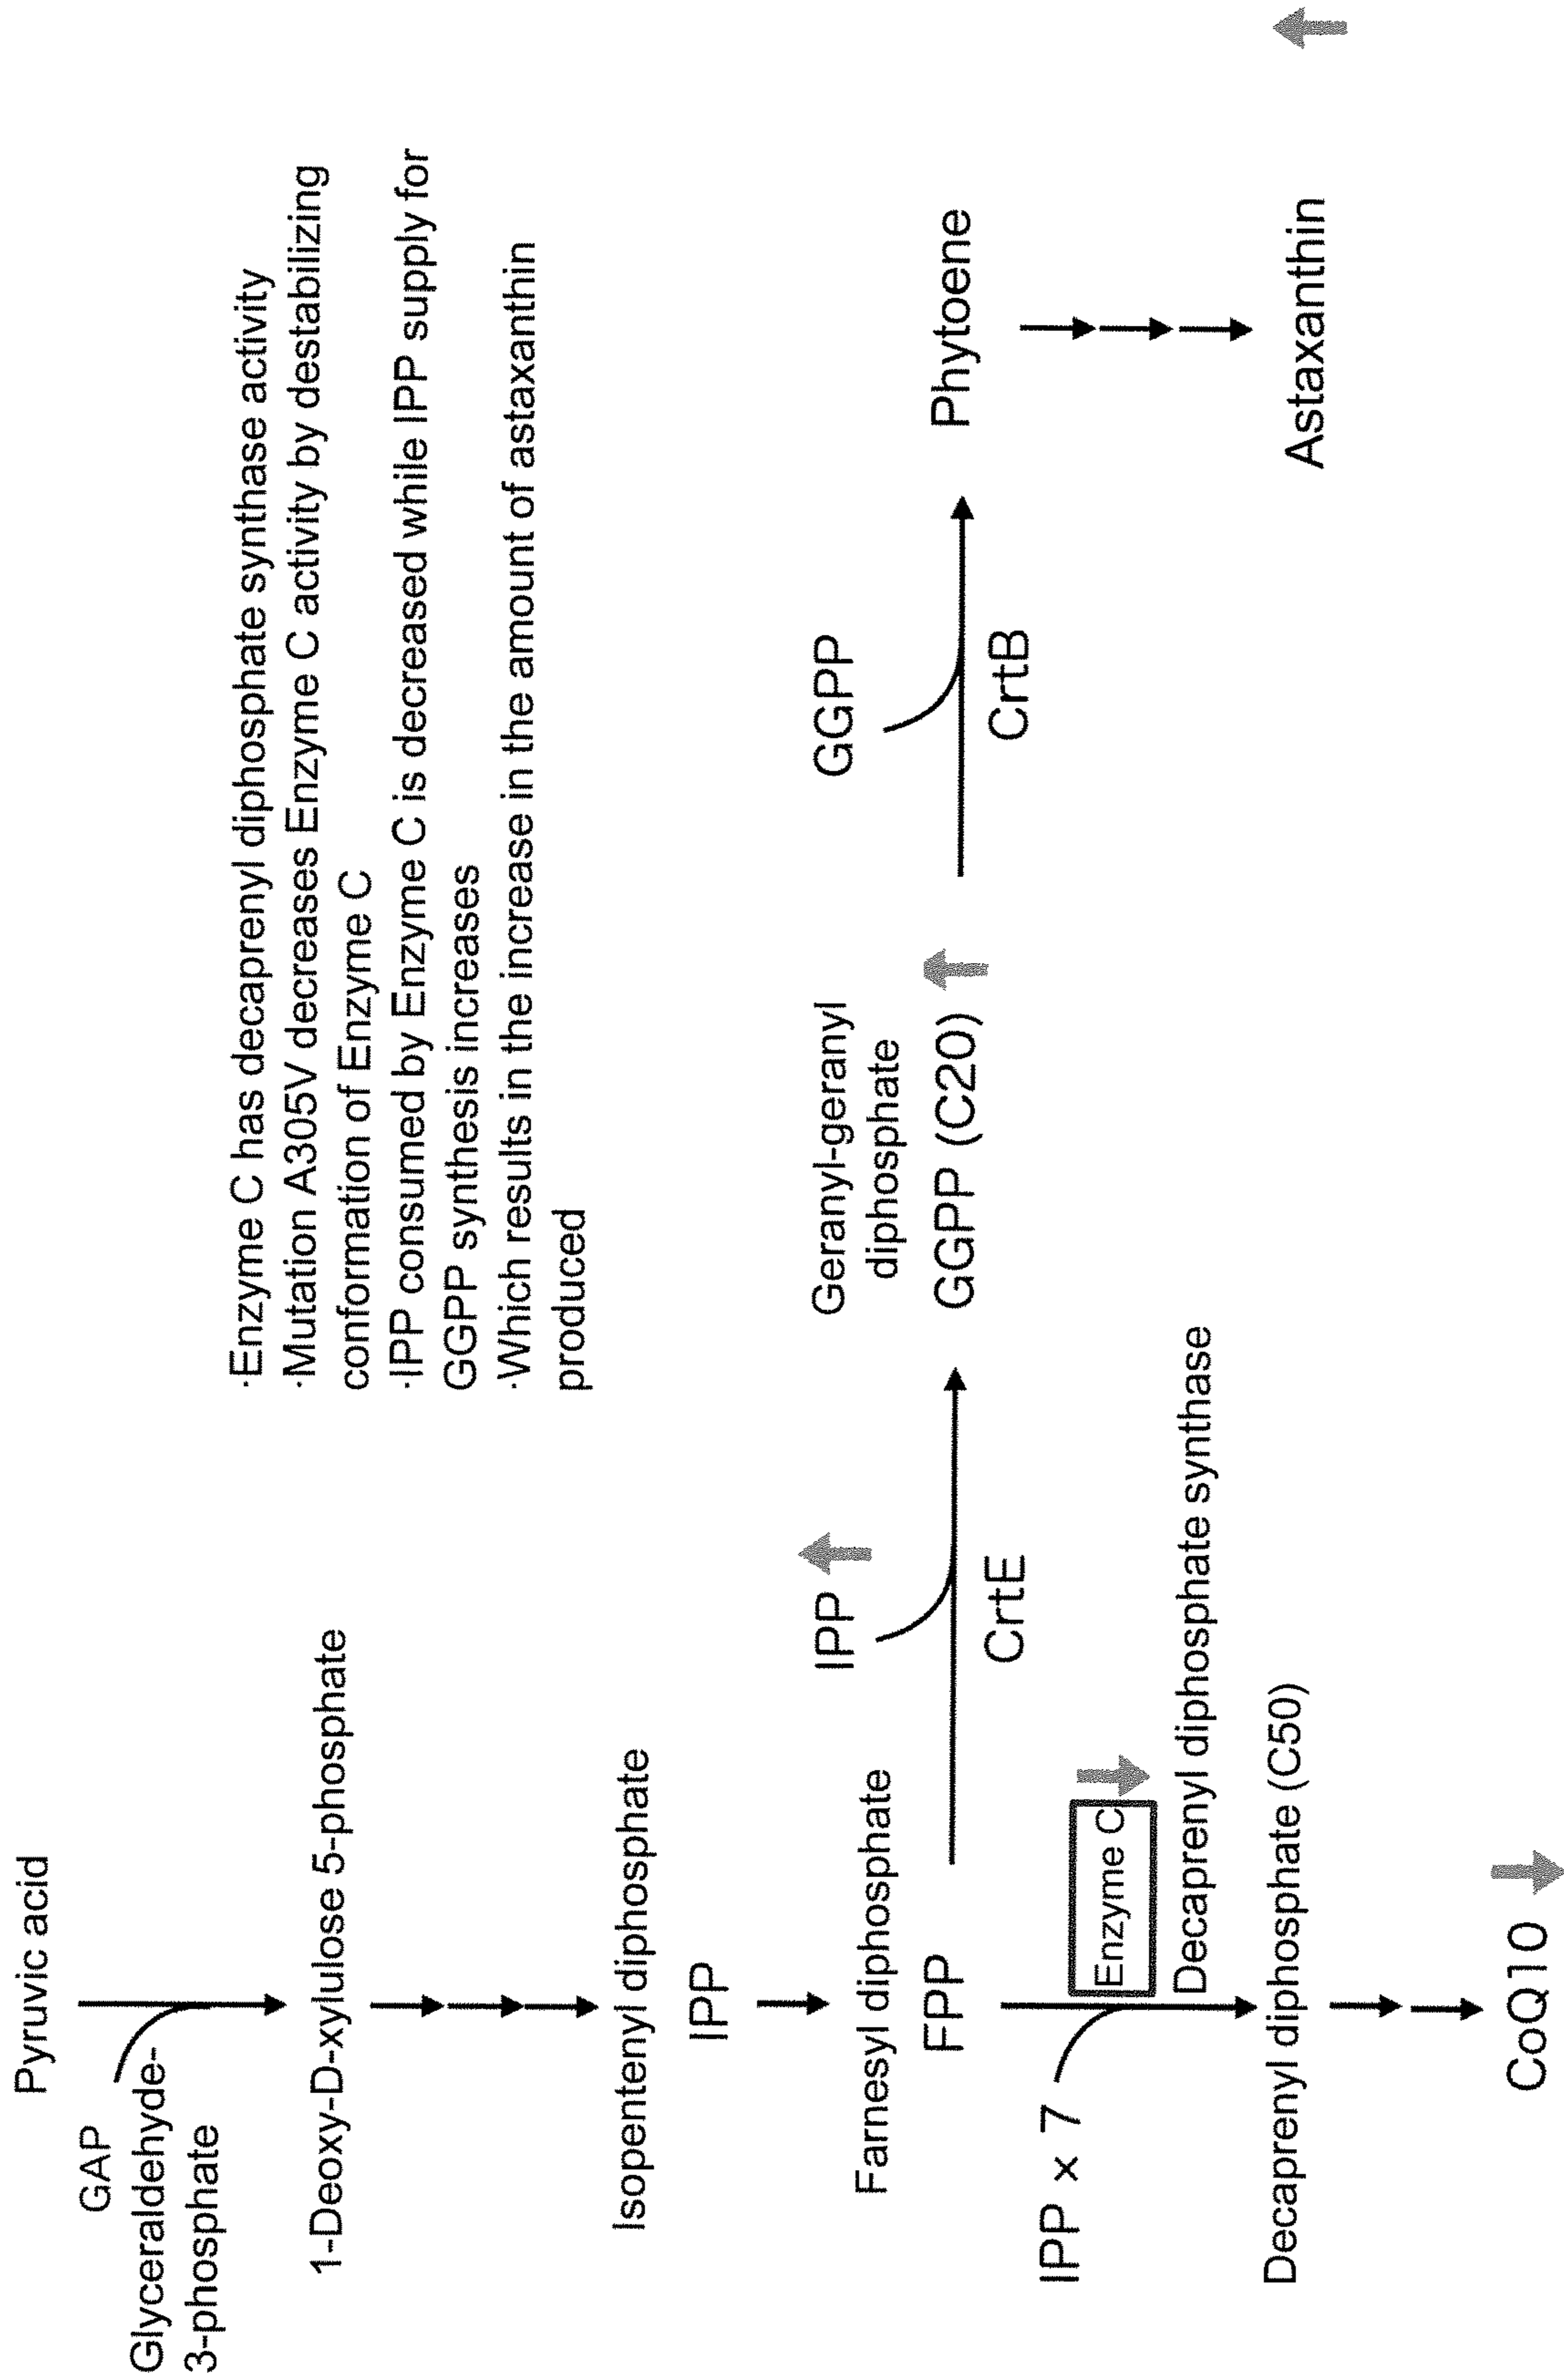 Pyruvic acid
GAP
Glyceraldehyde-
3-phosphate
1-Deoxy-D-xylulose 5-phosphate
Isopentenyl diphosphate
IPP
Farnesyl diphosphate
FPP
IPP × 7
Enzyme C
Decaprenyl diphosphate synthase
Decaprenyl diphosphate (C50)
CoQ10
IPP
CrtE
Geranyl-geranyl
diphosphate
GGPP (C20)
GGPP
CrtB
Phytoene
Astaxanthin
·Enzyme C has decaprenyl diphosphate synthase activity
·Mutation A305V decreases Enzyme C activity by destabilizing
conformation of Enzyme C
·IPP consumed by Enzyme C is decreased while IPP supply for
GGPP synthesis increases
·Which results in the increase in the amount of astaxanthin
produced